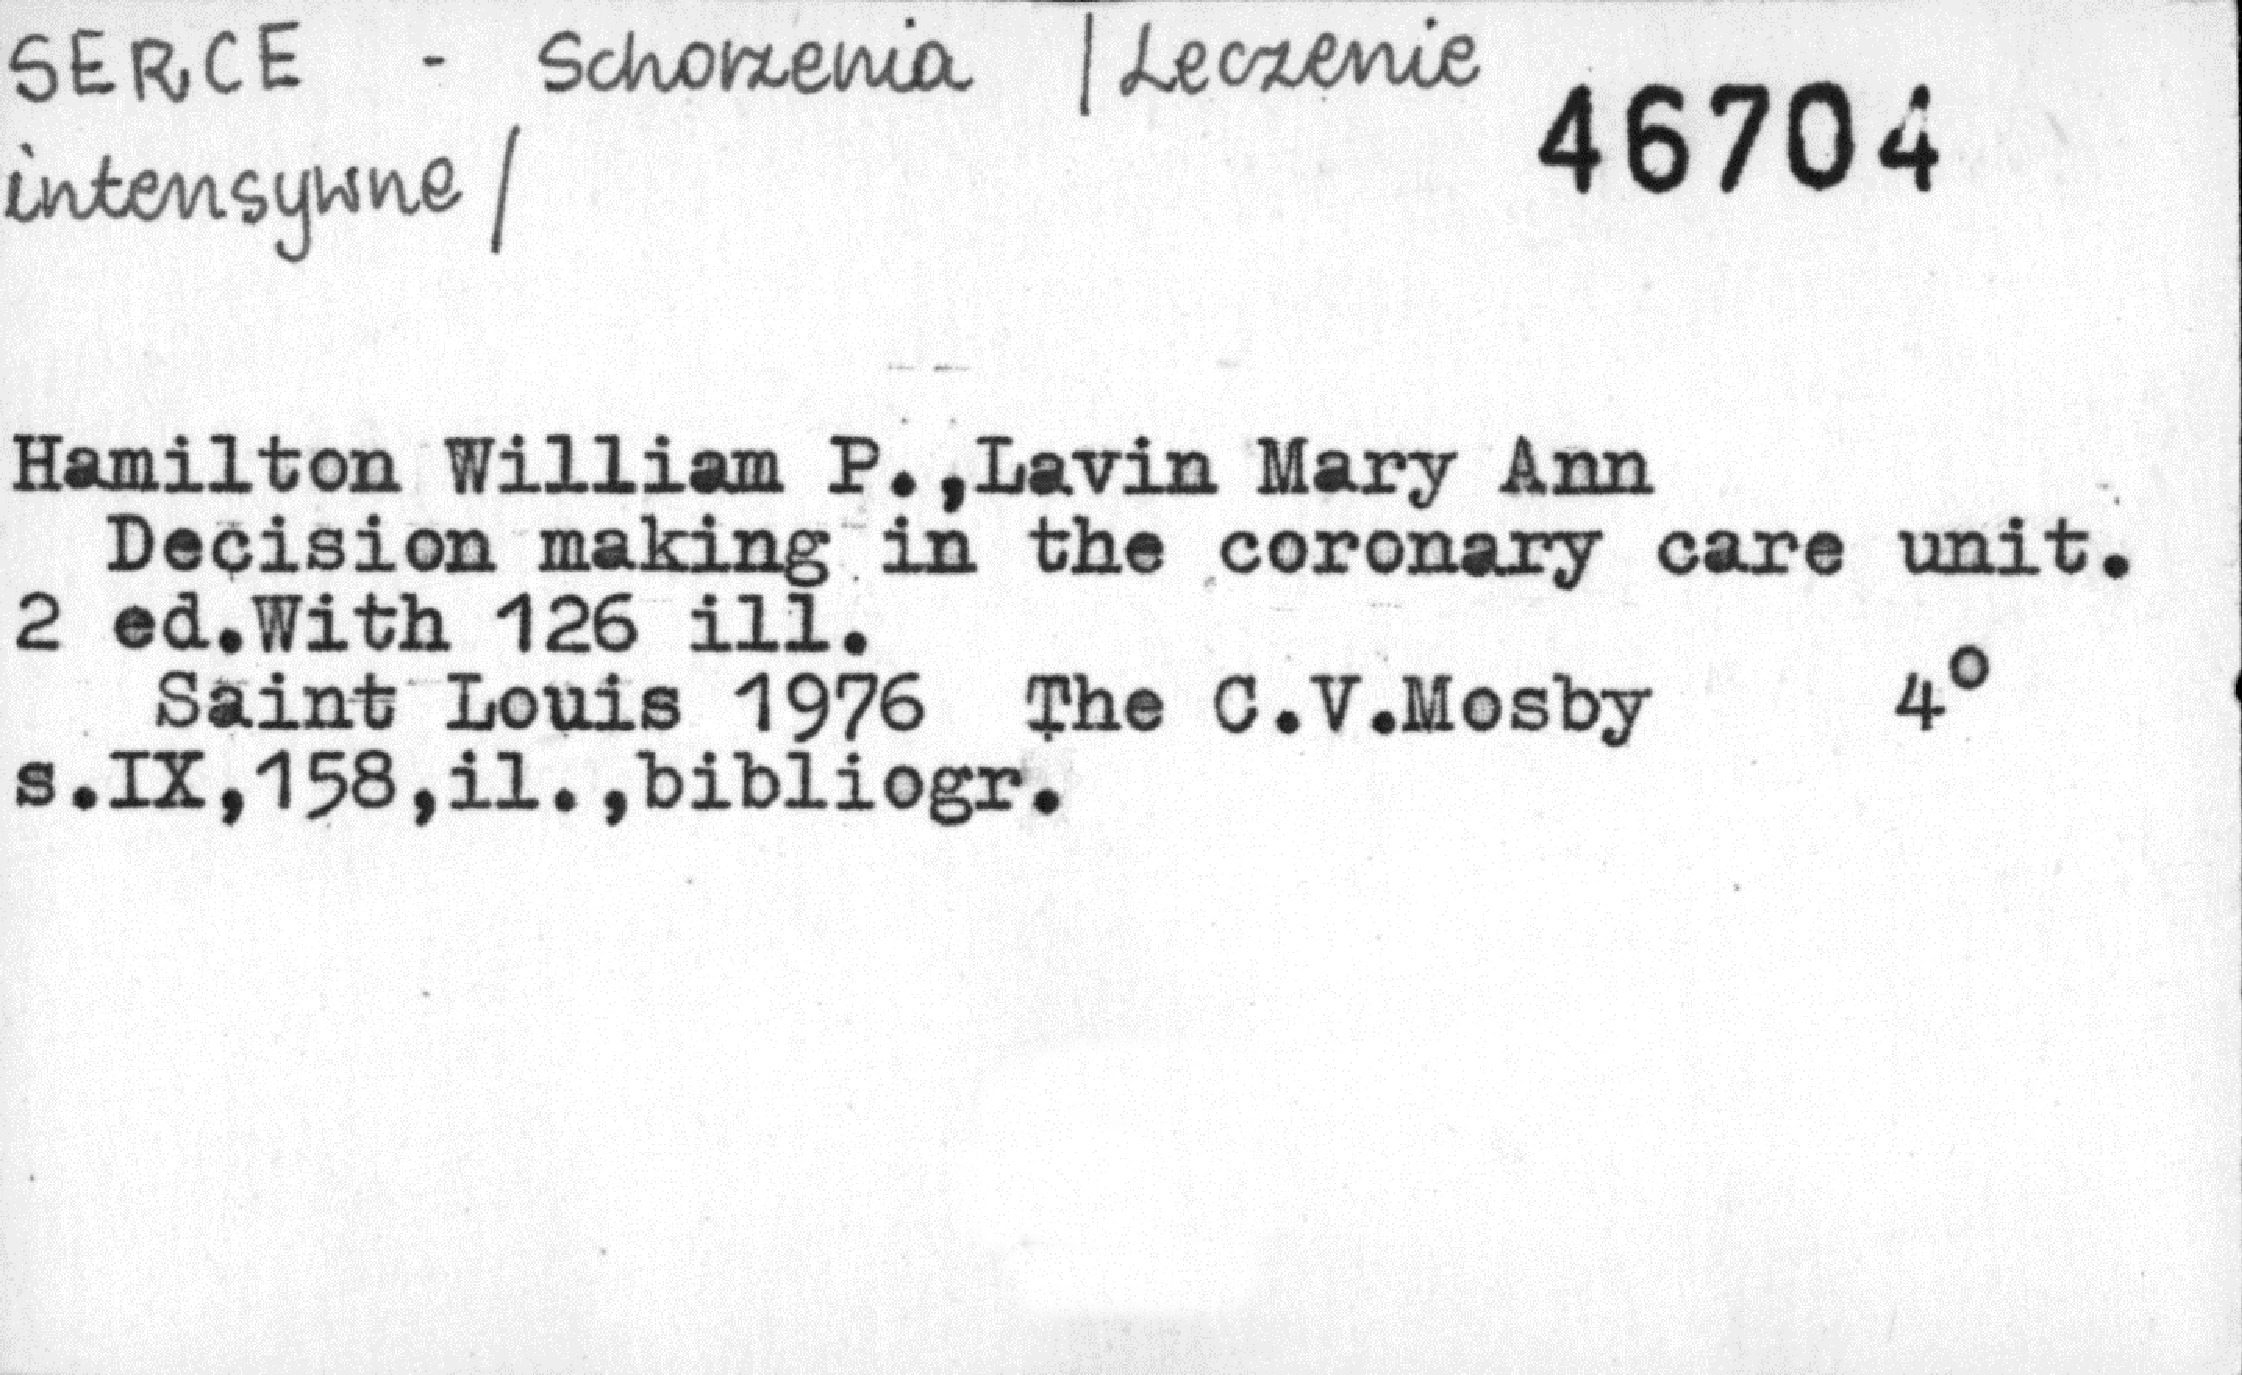 SERCE - Schorzenia /Leczenie
46704
intensywne/
Hamilton William P.,Lavin Mary Ann
Decision making in the coronary care unit.
2 ed.With 126 ill.
Saint Louis 1976 The C.V.Mosby 4°
s.IX,158,il.,bibliogr.